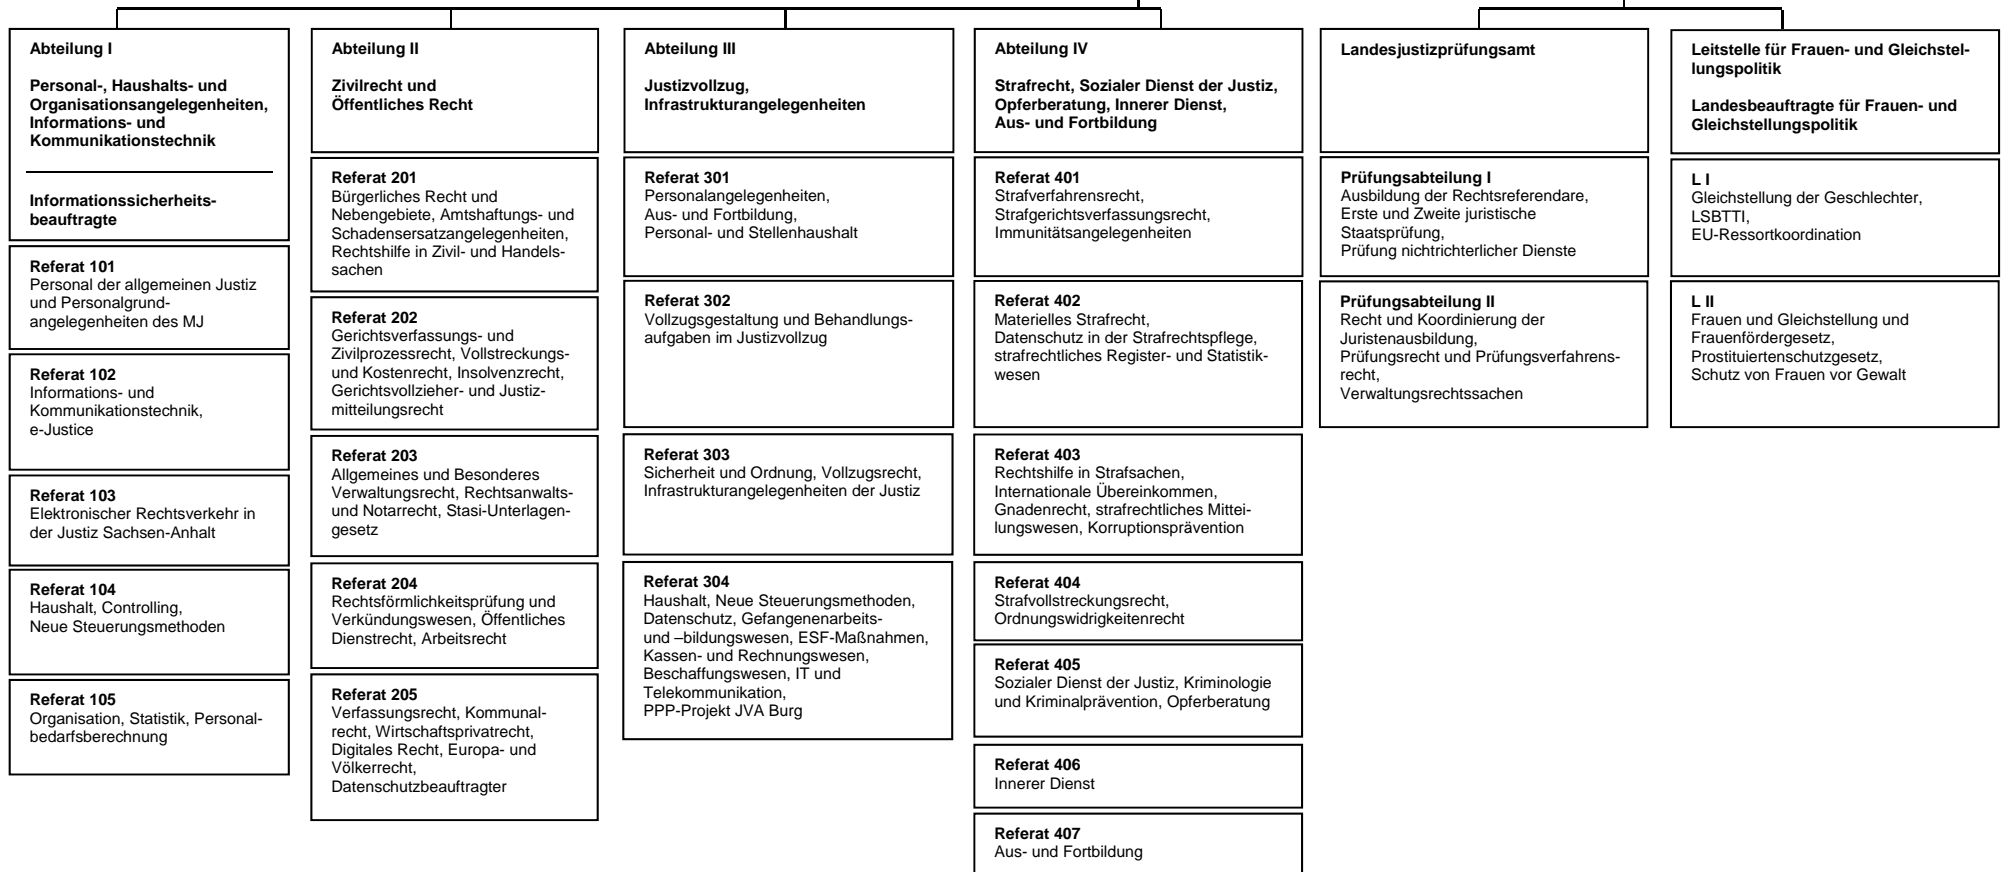 Abteilung I
Personal-, Haushalts- und
Organisationsangelegenheiten,
Informations- und
Kommunikationstechnik
Informationssicherheits-
beauftragte
Referat 101
Personal der allgemeinen Justiz
und Personalgrund-
angelegenheiten des MJ
Referat 102
Informations- und
Kommunikationstechnik,
e-Justice
Referat 103
Elektronischer Rechtsverkehr in
der Justiz Sachsen-Anhalt
Referat 104
Haushalt, Controlling,
Neue Steuerungsmethoden
Referat 105
Organisation, Statistik, Personal-
bedarfsberechnung
Abteilung II
Zivilrecht und
Öffentliches Recht
Referat 201
Bürgerliches Recht und
Nebengebiete, Amtshaftungs- und
Schadensersatzangelegenheiten,
Rechtshilfe in Zivil- und Handels-
sachen
Referat 202
Gerichtsverfassungs- und
Zivilprozessrecht, Vollstreckungs-
und Kostenrecht, Insolvenzrecht,
Gerichtsvollzieher- und Justiz-
mitteilungsrecht
Referat 203
Allgemeines und Besonderes
Verwaltungsrecht, Rechtsanwalts-
und Notarrecht, Stasi-Unterlagen-
gesetz
Referat 204
Rechtsförmlichkeitsprüfung und
Verkündungswesen, Öffentliches
Dienstrecht, Arbeitsrecht
Referat 205
Verfassungsrecht, Kommunal-
recht, Wirtschaftsprivatrecht,
Digitales Recht, Europa- und
Völkerrecht,
Datenschutzbeauftragter
Abteilung III
Justizvollzug,
Infrastrukturangelegenheiten
Referat 301
Personalangelegenheiten,
Aus- und Fortbildung,
Personal- und Stellenhaushalt
Referat 302
Vollzugsgestaltung und Behandlungs-
aufgaben im Justizvollzug
Referat 303
Sicherheit und Ordnung, Vollzugsrecht,
Infrastrukturangelegenheiten der Justiz
Referat 304
Haushalt, Neue Steuerungsmethoden,
Datenschutz, Gefangenenarbeits-
und –bildungswesen, ESF-Maßnahmen,
Kassen- und Rechnungswesen,
Beschaffungswesen, IT und
Telekommunikation,
PPP-Projekt JVA Burg
Abteilung IV
Strafrecht, Sozialer Dienst der Justiz,
Opferberatung, Innerer Dienst,
Aus- und Fortbildung
Referat 401
Strafverfahrensrecht,
Strafgerichtsverfassungsrecht,
Immunitätsangelegenheiten
Referat 402
Materielles Strafrecht,
Datenschutz in der Strafrechtspflege,
strafrechtliches Register- und Statistik-
wesen
Referat 403
Rechtshilfe in Strafsachen,
Internationale Übereinkommen,
Gnadenrecht, strafrechtliches Mittei-
lungswesen, Korruptionsprävention
Referat 404
Strafvollstreckungsrecht,
Ordnungswidrigkeitenrecht
Referat 405
Sozialer Dienst der Justiz, Kriminologie
und Kriminalprävention, Opferberatung
Referat 406
Innerer Dienst
Referat 407
Aus- und Fortbildung
Landesjustizprüfungsamt
Prüfungsabteilung I
Ausbildung der Rechtsreferendare,
Erste und Zweite juristische
Staatsprüfung,
Prüfung nichtrichterlicher Dienste
Prüfungsabteilung II
Recht und Koordinierung der
Juristenausbildung,
Prüfungsrecht und Prüfungsverfahrens-
recht,
Verwaltungsrechtssachen
Leitstelle für Frauen- und Gleichstel-
lungspolitik
Landesbeauftragte für Frauen- und
Gleichstellungspolitik
L I
Gleichstellung der Geschlechter,
LSBTTI,
EU-Ressortkoordination
L II
Frauen und Gleichstellung und
Frauenfördergesetz,
Prostituiertenschutzgesetz,
Schutz von Frauen vor Gewalt